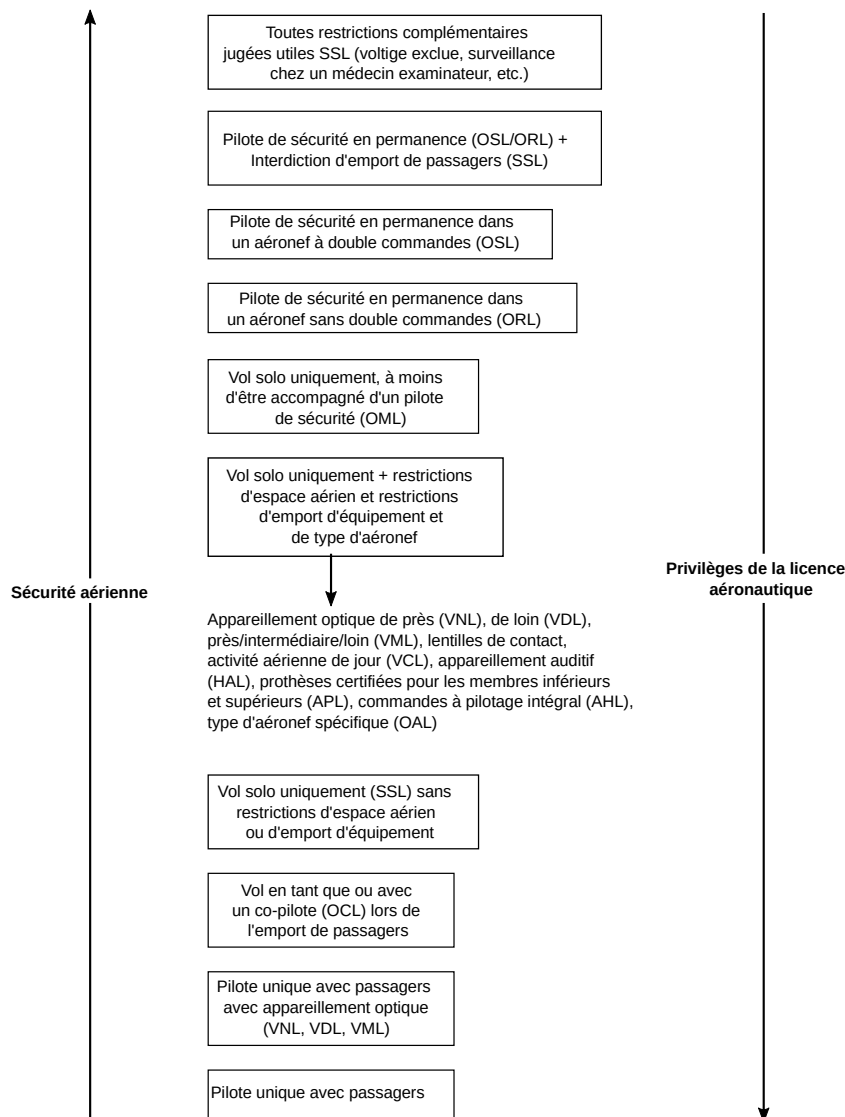 Toutes restrictions complémentaires
jugées utiles SSL (voltige exclue, surveillance
chez un médecin examinateur, etc.)
Pilote de sécurité en permanence (OSL/ORL) +
Interdiction d'emport de passagers (SSL)
Pilote de sécurité en permanence dans
un aéronef à double commandes (OSL)
Pilote de sécurité en permanence dans
un aéronef sans double commandes (ORL)
Vol solo uniquement, à moins
d'être accompagné d'un pilote
de sécurité (OML)
Vol solo uniquement + restrictions
d'espace aérien et restrictions
d'emport d'équipement et
de type d'aéronef
Sécurité aérienne
Privilèges de la licence
aéronautique
Appareillement optique de près (VNL), de loin (VDL),
près/intermédiaire/loin (VML), lentilles de contact,
activité aérienne de jour (VCL), appareillement auditif
(HAL), prothèses certifiées pour les membres inférieurs
et supérieurs (APL), commandes à pilotage intégral (AHL),
type d'aéronef spécifique (OAL)
Vol solo uniquement (SSL) sans
restrictions d'espace aérien
ou d'emport d'équipement
Vol en tant que ou avec
un co-pilote (OCL) lors de
l'emport de passagers
Pilote unique avec passagers
avec appareillement optique
(VNL, VDL, VML)
Pilote unique avec passagers